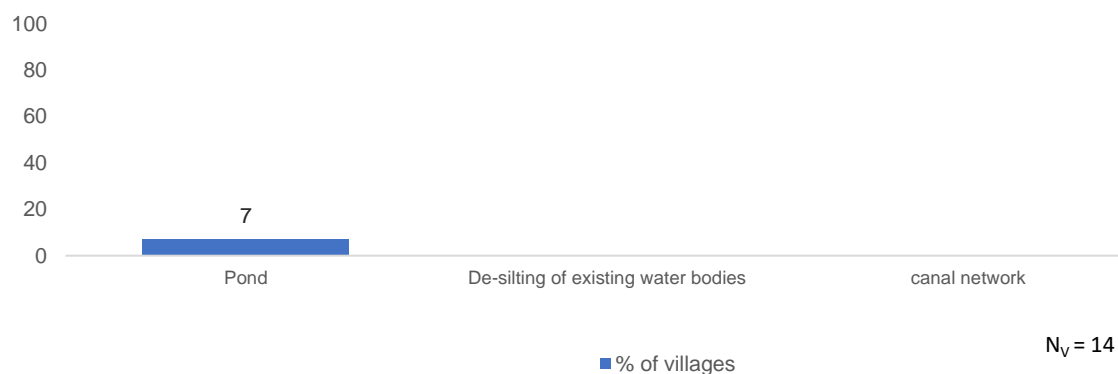 100
80
60
40
20
0
7
Pond
De-silting of existing water bodies
canal network
N_V = 14
% of villages